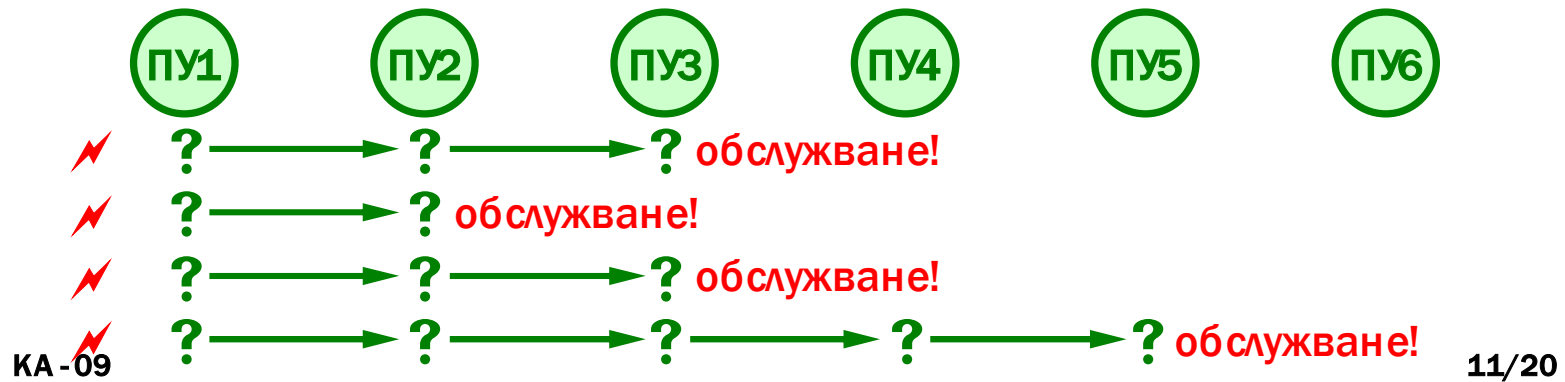 ПУ1 ПУ2 ПУ3 ПУ4 ПУ5 ПУ6
? ? ? обслужване!
? ? обслужване!
? ? ? обслужване!
? ? ? ? ? обслужване!
КА-09 11/20